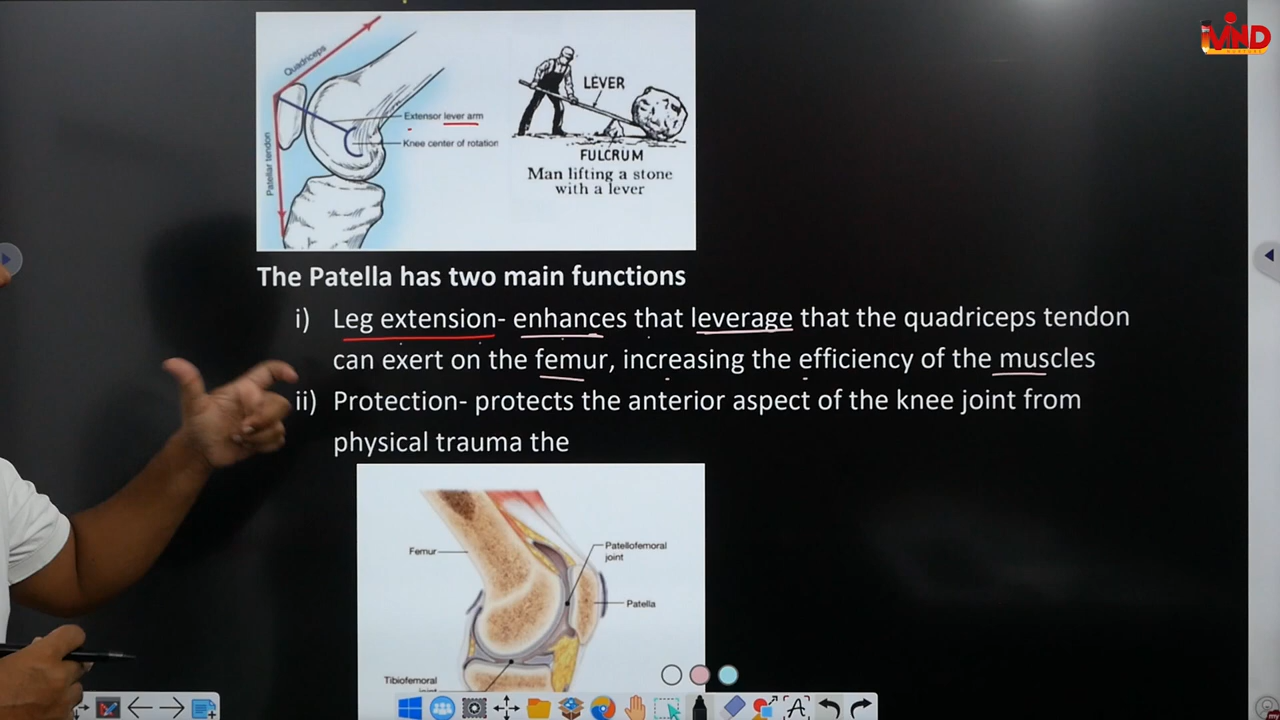 MIND
Quadriceps
LEVER
Extensor lever arm
Knee center of rotation
Patellar tendon
FULCRUM
Man lifting a stone
with a lever
The Patella has two main functions
i) Leg extension- enhances that leverage that the quadriceps tendon
can exert on the femur, increasing the efficiency of the muscles
ii) Protection- protects the anterior aspect of the knee joint from
physical trauma the
Femur
Patellofemoral
joint
Patella
Tibiofemoral